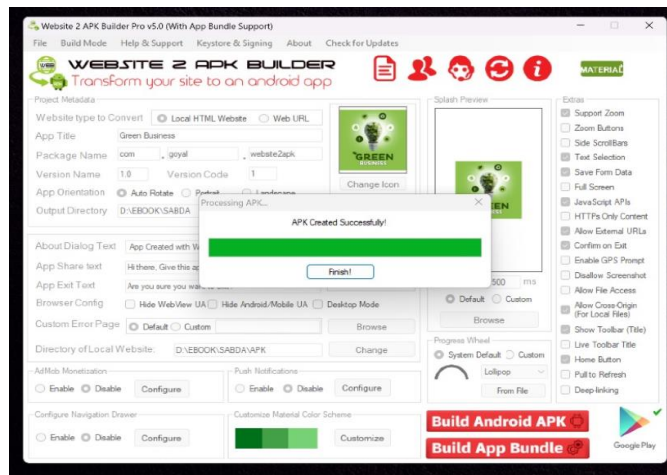 Website 2 APK Builder Pro v5.0 (With App Bundle Support)
File Build Mode Help & Support Keystore & Signing About Check for Updates
WEBSITE 2 APK BUILDER
Transform your site to an android app
MATERIAL
Project Metadata
Website type to Convert Local HTML Website Web URL
App Title Green Business
Package Name com . goyal . website2apk
Version Name 1.0 Version Code 1
App Orientation Auto Rotate Portrait Landscape
Output Directory D:\EBOOK\SABDA
GREEN
BUSINESS
Change Icon
Splash Preview
EEN
Extras
Support Zoom
Zoom Buttons
Side ScrollBars
Text Selection
Save Form Data
Full Screen
JavaScript APIs
HTTPs Only Content
Allow External URLs
Confirm on Exit
Enable GPS Prompt
Disallow Screenshot
Allow File Access
Allow Cross-Origin
(For Local Files)
Show Toolbar (Title)
Live Toolbar Title
Home Button
Pull to Refresh
Deep-linking
Processing APK...
APK Created Successfully!
Finish!
About Dialog Text App Created with W
App Share text Hi there, Give this ap
App Exit Text Are you sure you wan
Browser Config Hide WebView UA Hide Android/Mobile UA Desktop Mode
Custom Error Page Default Custom Browse
Directory of Local Website: D:\EBOOK\SABDA\APK Change
500 ms
Default Custom
Browse
Progress Wheel
System Default Custom
Lollipop
From File
AdMob Monetization
Enable Disable Configure
Push Notifications
Enable Disable Configure
Configure Navigation Drawer
Enable Disable Configure
Customize Material Color Scheme
Customize
Build Android APK
Build App Bundle
Google Play